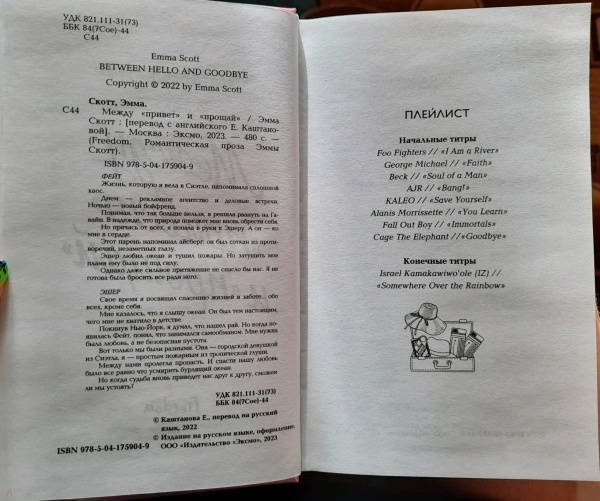 УДК 821.111-31(73)
ББК 84(7Сое)-44
С44
Emma Scott
BETWEEN HELLO AND GOODBYE
Copyright © 2022 by Emma Scott
Скотт, Эмма.
С44 Между «привет» и «прощай» / Эмма
Скотт : [перевод с английского Е. Каштано-
вой]. — Москва : Эксмо, 2023. — 480 с. —
(Freedom. Романтическая проза Эммы
Скотт).
ISBN 978-5-04-175904-9
ФЕЙТ
Жизнь, которую я вела в Сиэтле, напоминала сплошной
хаос.
Днем — рекламное агентство и деловые встречи.
Ночью — новый бойфренд.
Понимая, что так больше нельзя, я решила рвануть на Га-
вайи. В надежде, что природа поможет мне вновь обрести себя.
Но прячась от всех, я попала в руки к Эшеру. А он — ко
мне в сердце.
Этот парень напоминал айсберг: он был соткан из проти-
воречий, незаметных глазу.
Эшер любил океан и тушил пожары. Но затушить мое
пламя ему было не под силу.
Однако даже сильное притяжение не спасло бы нас. Я не
готова была бросить все ради него.
ЭШЕР
Свое время я посвящал спасению жизней и заботе... обо
всех, кроме себя.
Мне казалось, что я слышу океан. Он был тем настоящим,
чего мне не хватило в детстве.
Покинув Нью-Йорк, я думал, что нашел рай. Но когда по-
явилась Фейт, понял, что занимался самообманом. Мне нужна
была любовь, а не безопасная пустота.
Вот только мы были разными. Она — городской девушкой
из Сиэтла, я — простым пожарным из тропической глуши.
Между нами пролегла пропасть. И спасти нашу любовь
было все равно что усмирить бурлящий океан.
Но когда судьба вновь приведет нас друг к другу, сможем
ли мы устоять?
УДК 821.111-31(73)
ББК 84(7Сое)-44
© Каштанова Е., перевод на русский
язык, 2022
© Издание на русском языке, оформление.
ISBN 978-5-04-175904-9 ООО «Издательство «Эксмо», 2023
ПЛЕЙЛИСТ
Начальные титры
Foo Fighters // «I Am a River»
George Michael // «Faith»
Beck // «Soul of a Man»
AJR // «Bang!»
KALEO // «Save Yourself»
Alanis Morrissette // «You Learn»
Fall Out Boy // «Immortals»
Cage The Elephant // «Goodbye»
Конечные титры
Israel Kamakawiwo'ole (IZ) //
«Somewhere Over the Rainbow»